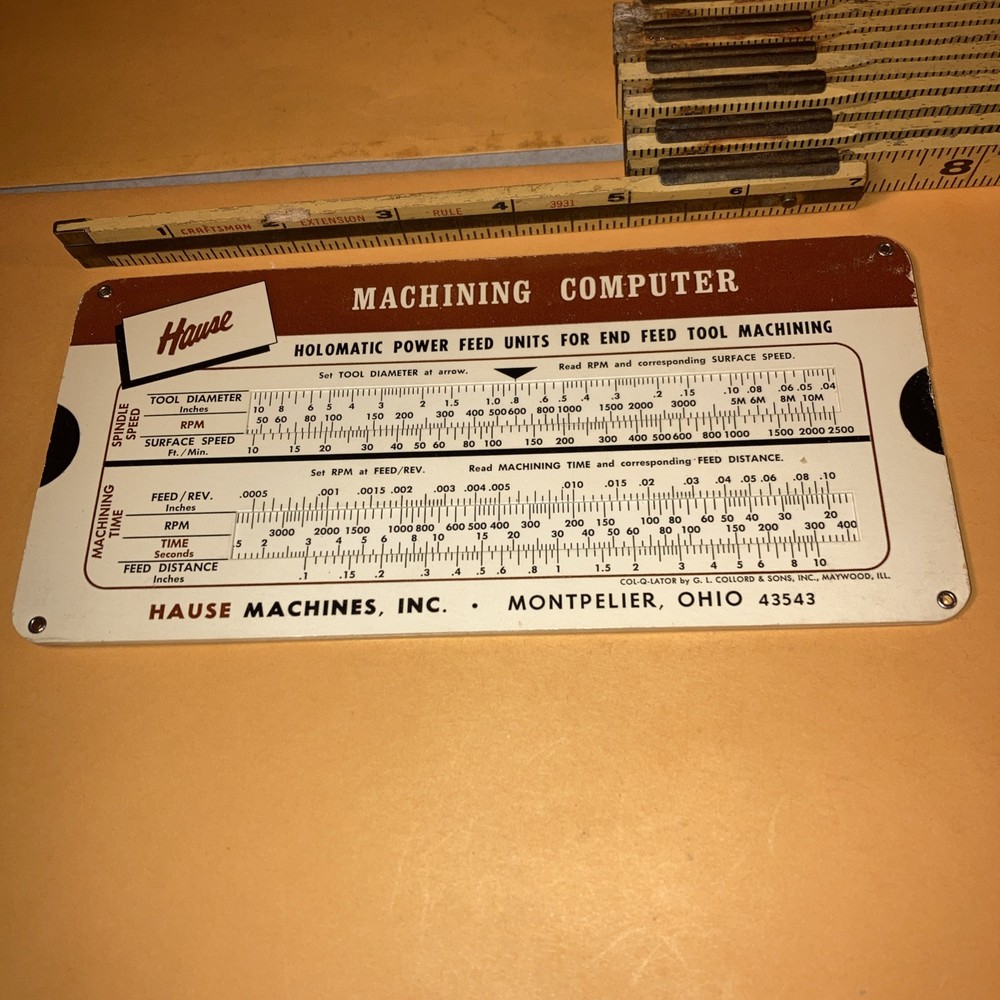 8
1 2 3 4 5 6 7
CRAFTSMAN EXTENSION RULE 3931
Hause
MACHINING COMPUTER
HOLOMATIC POWER FEED UNITS FOR END FEED TOOL MACHINING
Set TOOL DIAMETER at arrow. Read RPM and corresponding SURFACE SPEED.
SPINDLE SPEED
TOOL DIAMETER
Inches
10 8 6 5 4 3 2 1.5 1.0 .8 .6 .5 .4 .3 .2 .15 .10 .08 .06 .05 .04
RPM
50 60 80 100 150 200 300 400 500 600 800 1000 1500 2000 3000 5M 6M 8M 10M
SURFACE SPEED
Ft./Min.
10 15 20 30 40 50 60 80 100 150 200 300 400 500 600 800 1000 1500 2000 2500
Set RPM at FEED/REV. Read MACHINING TIME and corresponding FEED DISTANCE.
MACHINING TIME
FEED/REV.
Inches
.0005 .001 .0015 .002 .003 .004 .005 .010 .015 .02 .03 .04 .05 .06 .08 .10
RPM
3000 2000 1500 1000 800 600 500 400 300 200 150 100 80 60 50 40 30 20
TIME
Seconds
.5 2 3 4 5 6 8 10 15 20 30 40 50 60 80 100 150 200 300 400
FEED DISTANCE
Inches
.1 .15 .2 .3 .4 .5 .6 .8 1 1.5 2 3 4 5 6 8 10
COL-Q-LATOR by G. L. COLLORD & SONS, INC., MAYWOOD, ILL.
HAUSE MACHINES, INC. • MONTPELIER, OHIO 43543